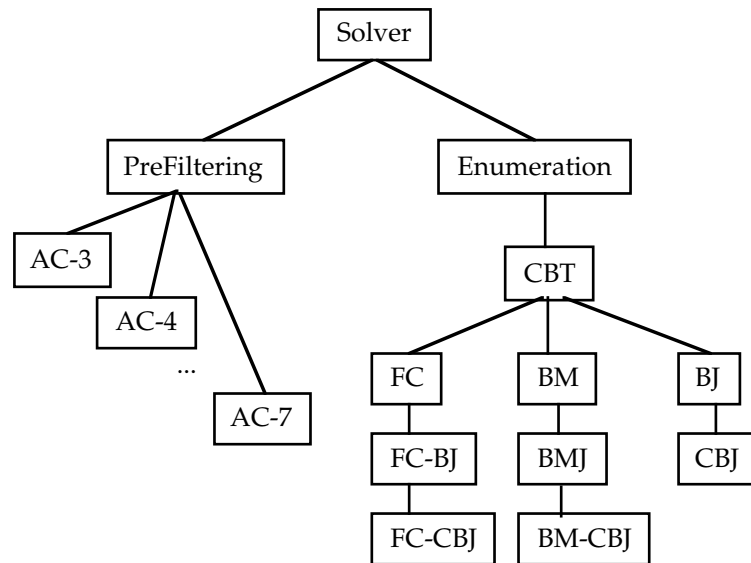 Solver
PreFiltering
Enumeration
AC-3
CBT
AC-4
...
FC
BM
BJ
AC-7
FC-BJ
BMJ
CBJ
FC-CBJ
BM-CBJ